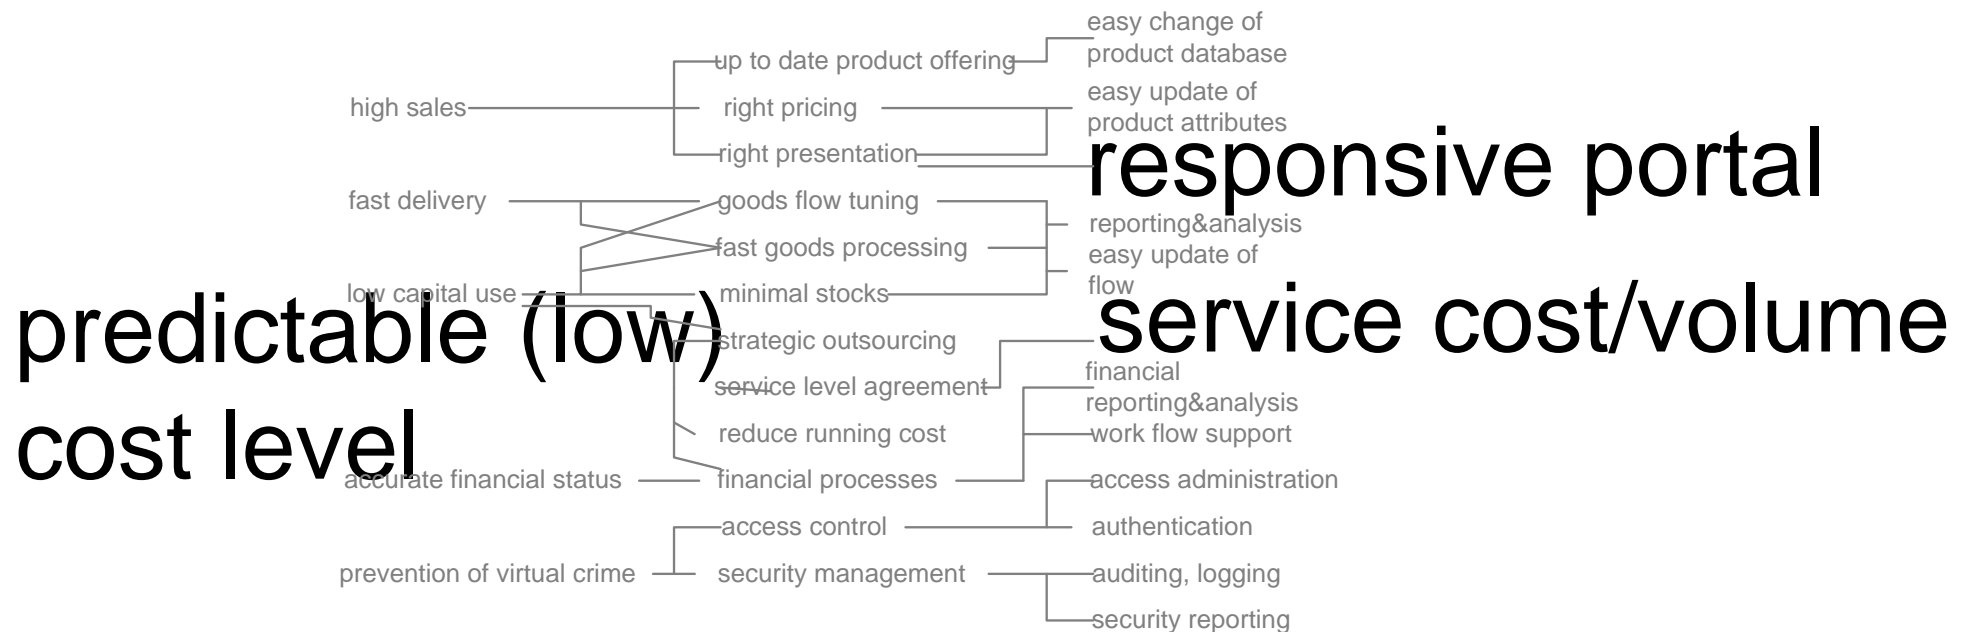 high sales
fast delivery
low capital use
predictable (low)
cost level
accurate financial status
prevention of virtual crime
up to date product offering
right pricing
right presentation
goods flow tuning
fast goods processing
minimal stocks
strategic outsourcing
service level agreement
reduce running cost
financial processes
access control
security management
easy change of
product database
easy update of
product attributes
responsive portal
reporting&analysis
easy update of
flow
service cost/volume
financial
reporting&analysis
work flow support
access administration
authentication
auditing, logging
security reporting